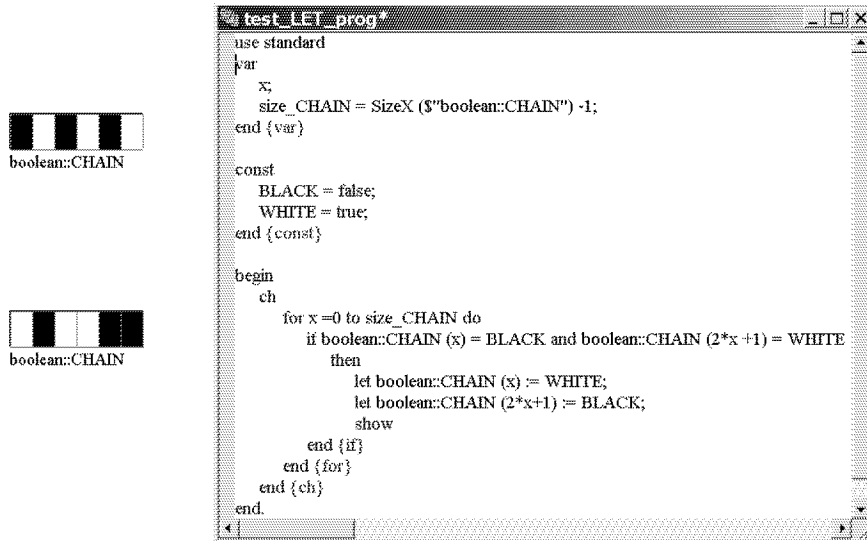 test_LET_prog*
use standard
var
x;
size_CHAIN = SizeX ($"boolean::CHAIN") -1;
end {var}
boolean::CHAIN
const
BLACK = false;
WHITE = true;
end {const}
begin
ch
for x =0 to size_CHAIN do
if boolean::CHAIN (x) = BLACK and boolean::CHAIN (2*x +1) = WHITE
boolean::CHAIN
then
let boolean::CHAIN (x) := WHITE;
let boolean::CHAIN (2*x+1) := BLACK;
show
end {if}
end {for}
end {ch}
end.